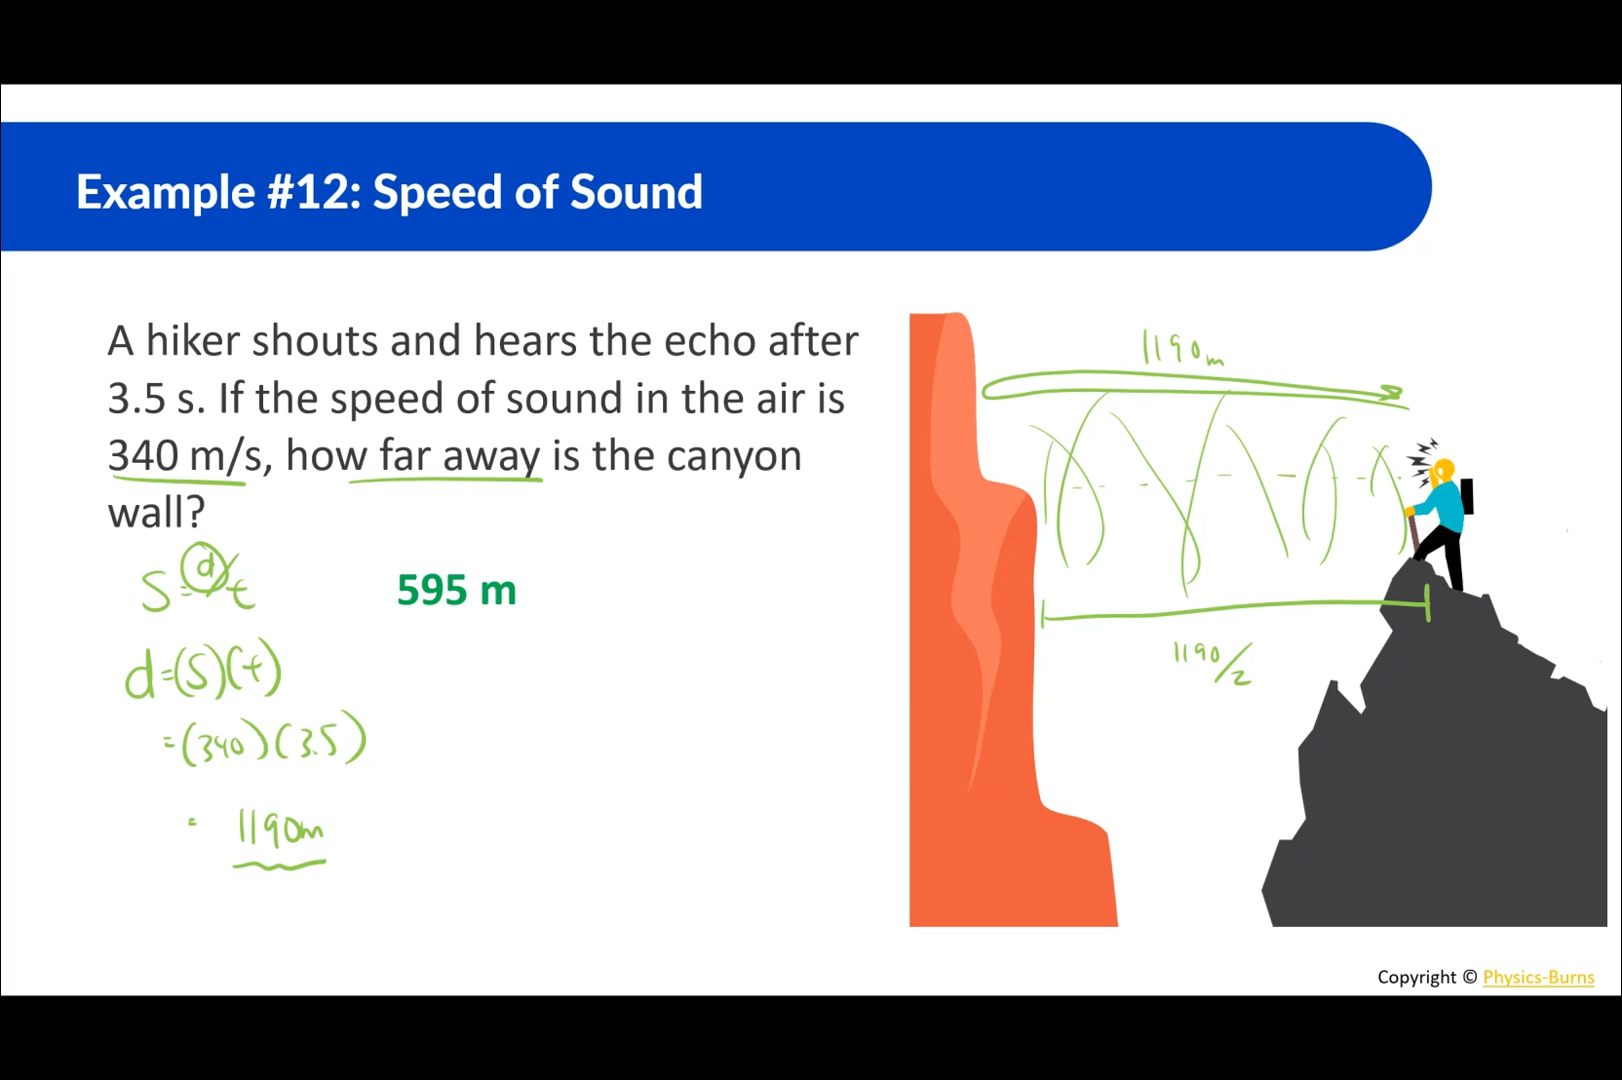 Example #12: Speed of Sound
A hiker shouts and hears the echo after
3.5 s. If the speed of sound in the air is
340 m/s, how far away is the canyon
wall?
s = d/t
595 m
d=(s)(t)
=(340)(3.5)
= 1190m
1190m
1190/2
Copyright © Physics-Burns